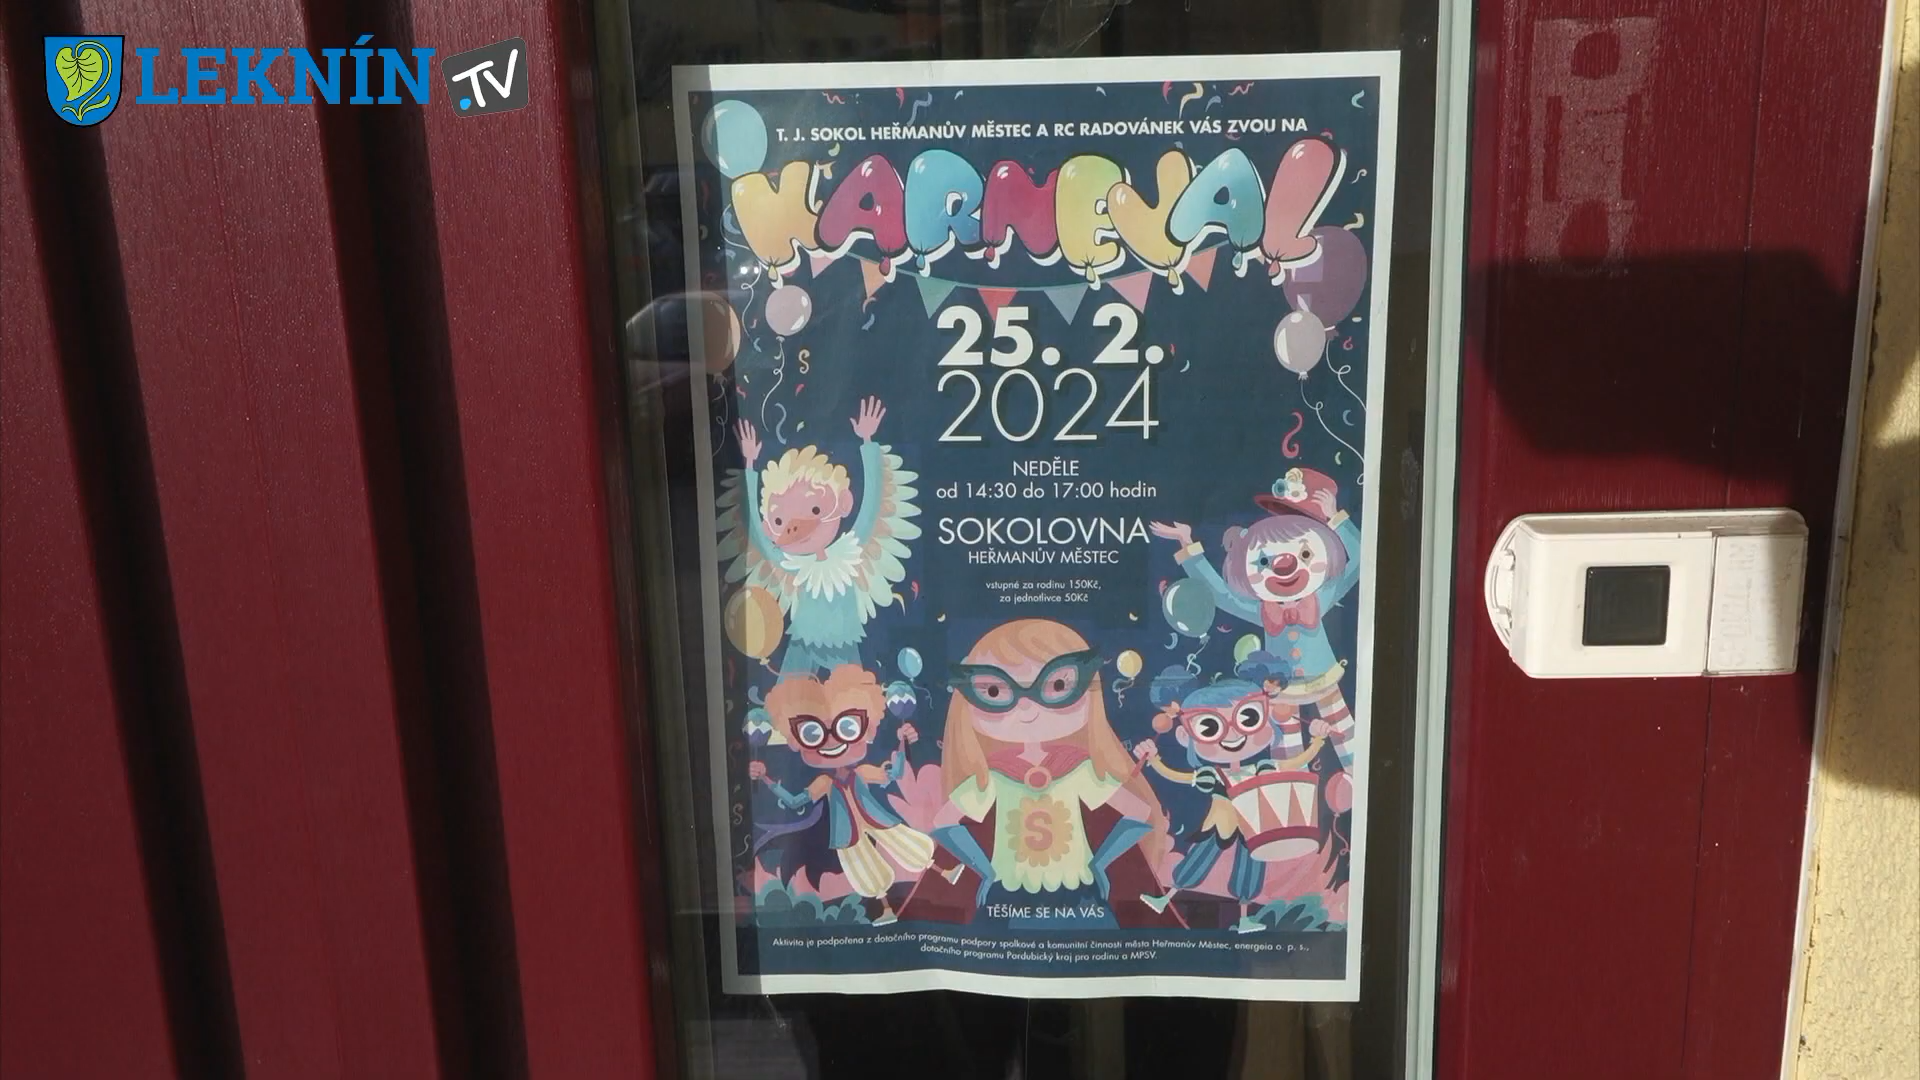 LEKNÍN .TV
T. J. SOKOL HEŘMANŮV MĚSTEC A RC RADOVÁNEK VÁS ZVOU NA
KARNEVAL
25. 2.
2024
NEDĚLE
od 14:30 do 17:00 hodin
SOKOLOVNA
HEŘMANŮV MĚSTEC
vstupné za rodinu 150Kč,
za jednotlivce 50Kč
S
TĚŠÍME SE NA VÁS
Aktivita je podpořena z dotačního programu podpory spolkové a komunitní činnosti města Heřmanův Městec, energeia o. p. s.,
dotačního programu Pardubický kraj pro rodinu a MPSV.